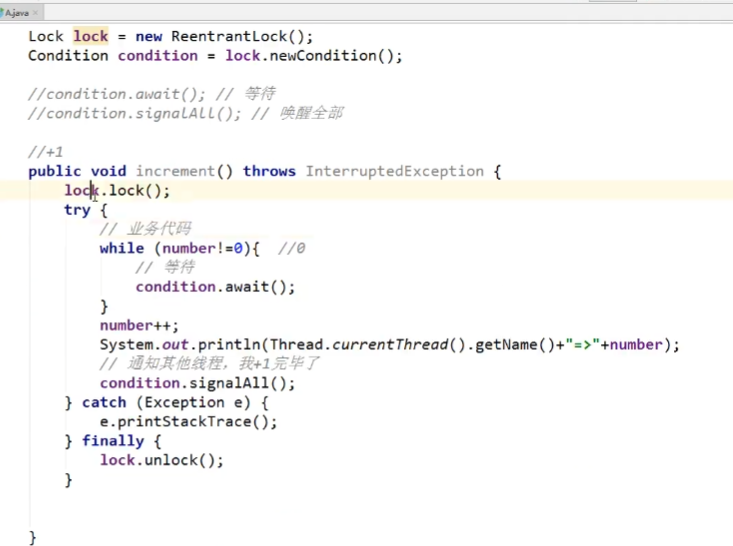 A.java
Lock lock = new ReentrantLock();
Condition condition = lock.newCondition();
//condition.await(); // 等待
//condition.signalALL(); // 唤醒全部
//+1
public void increment() throws InterruptedException {
lock.lock();
try {
// 业务代码
while (number!=0){ //0
// 等待
condition.await();
}
number++;
System.out.println(Thread.currentThread().getName()+"=>"+number);
// 通知其他线程，我+1完毕了
condition.signalAll();
} catch (Exception e) {
e.printStackTrace();
} finally {
lock.unlock();
}
}